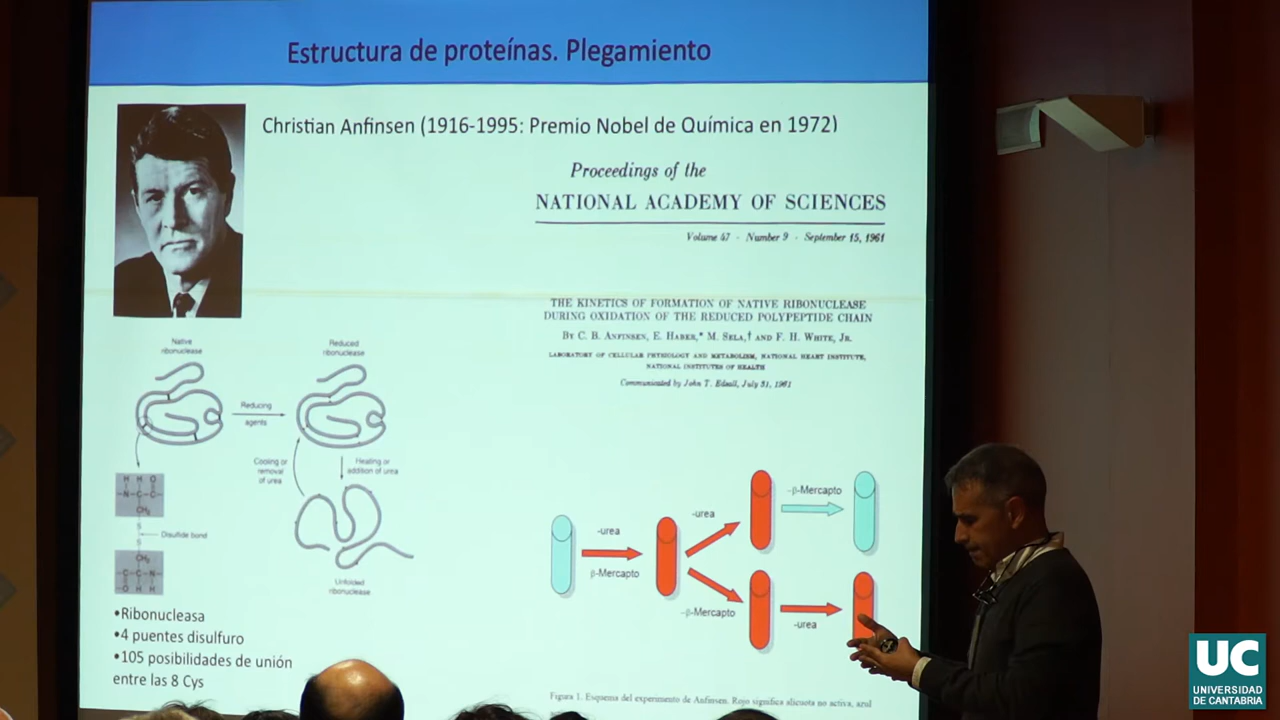 Estructura de proteínas. Plegamiento
Christian Anfinsen (1916-1995: Premio Nobel de Química en 1972)
Proceedings of the
NATIONAL ACADEMY OF SCIENCES
Volume 47 · Number 9 · September 15, 1961
THE KINETICS OF FORMATION OF NATIVE RIBONUCLEASE
DURING OXIDATION OF THE REDUCED POLYPEPTIDE CHAIN
BY C. B. ANFINSEN, E. HABER,* M. SELA,† AND F. H. WHITE, JR.
LABORATORY OF CELLULAR PHYSIOLOGY AND METABOLISM, NATIONAL HEART INSTITUTE,
NATIONAL INSTITUTES OF HEALTH
Communicated by John T. Edsall, July 31, 1961
Native
ribonuclease
Reduced
ribonuclease
Reducing
agents
Cooling or
removal
of urea
Heating or
addition of urea
H H O
-N-C-C-
CH₂
S
Disulfide bond
S
CH₂
-C-C-N-
O H H
Unfolded
ribonuclease
•Ribonucleasa
•4 puentes disulfuro
•105 posibilidades de unión
entre las 8 Cys
-urea
β-Mercapto
-urea
-β-Mercapto
-β-Mercapto
-urea
Figura 1. Esquema del experimento de Anfinsen. Rojo significa alícuota no activa, azul
UC
UNIVERSIDAD
DE CANTABRIA